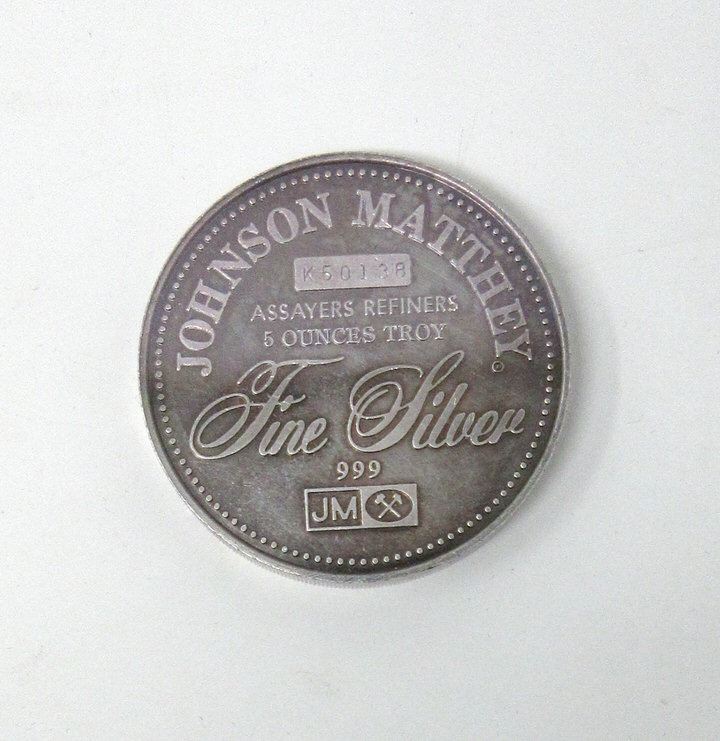 JOHNSON MATTHEY
K50138
ASSAYERS REFINERS
5 OUNCES TROY
Fine Silver
999
JM